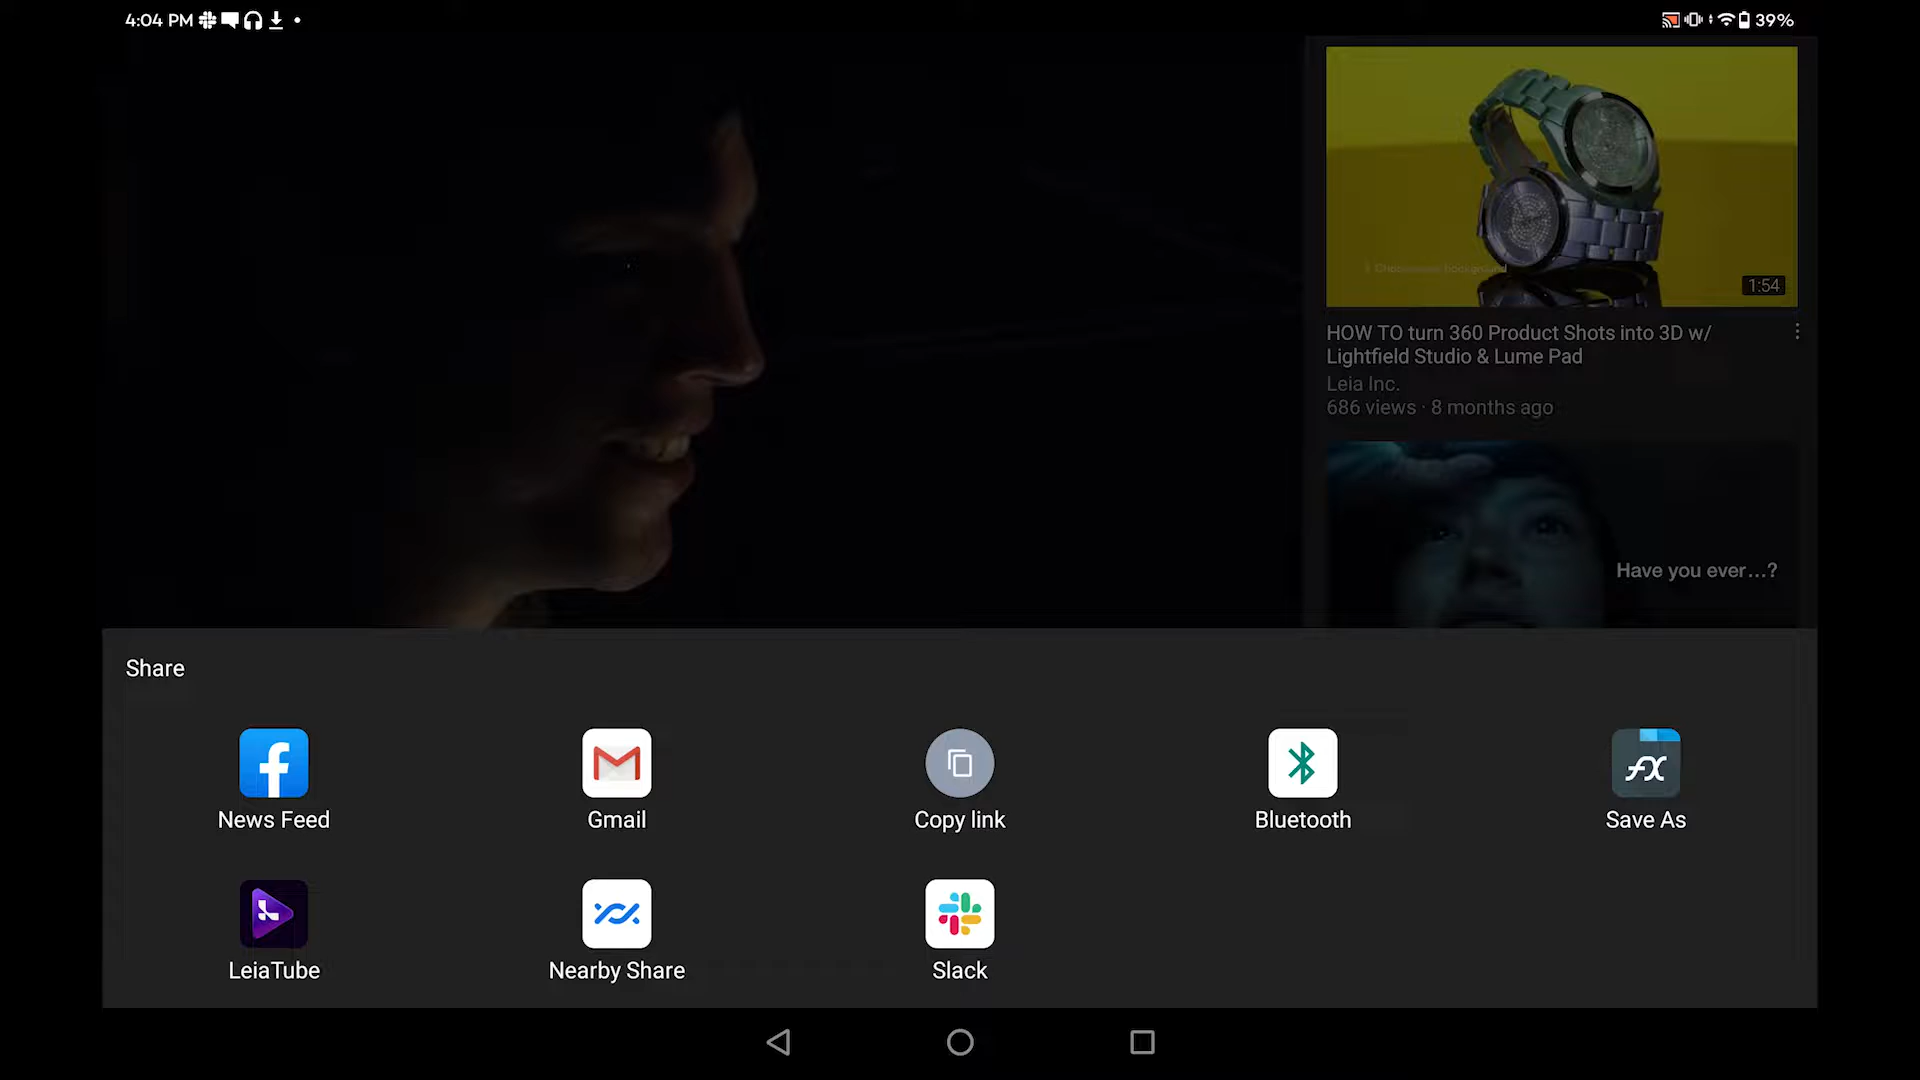 4:04 PM
39%
1:54
HOW TO turn 360 Product Shots into 3D w/
Lightfield Studio & Lume Pad
Leia Inc.
686 views · 8 months ago
Have you ever...?
Share
News Feed
Gmail
Copy link
Bluetooth
FX
Save As
LeiaTube
Nearby Share
Slack